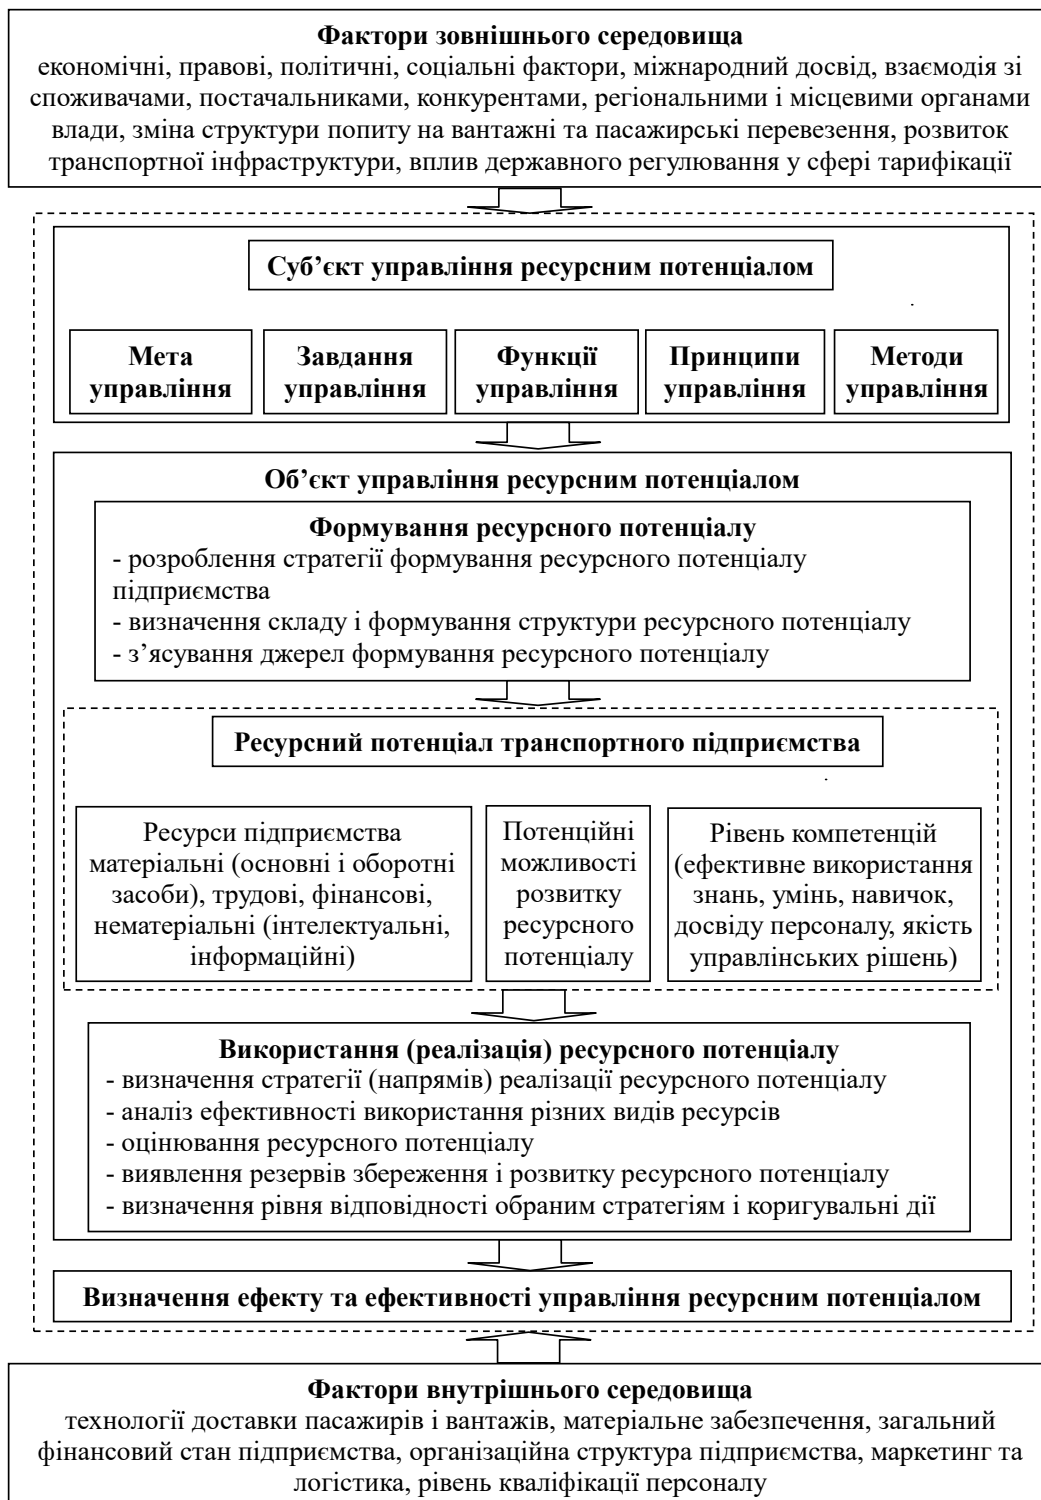 Фактори зовнішнього середовища
економічні, правові, політичні, соціальні фактори, міжнародний досвід, взаємодія зі
споживачами, постачальниками, конкурентами, регіональними і місцевими органами
влади, зміна структури попиту на вантажні та пасажирські перевезення, розвиток
транспортної інфраструктури, вплив державного регулювання у сфері тарифікації
Суб’єкт управління ресурсним потенціалом
Мета
управління
Завдання
управління
Функції
управління
Принципи
управління
Методи
управління
Об’єкт управління ресурсним потенціалом
Формування ресурсного потенціалу
- розроблення стратегії формування ресурсного потенціалу
підприємства
- визначення складу і формування структури ресурсного потенціалу
- з’ясування джерел формування ресурсного потенціалу
Ресурсний потенціал транспортного підприємства
Ресурси підприємства
матеріальні (основні і оборотні
засоби), трудові, фінансові,
нематеріальні (інтелектуальні,
інформаційні)
Потенційні
можливості
розвитку
ресурсного
потенціалу
Рівень компетенцій
(ефективне використання
знань, умінь, навичок,
досвіду персоналу, якість
управлінських рішень)
Використання (реалізація) ресурсного потенціалу
- визначення стратегії (напрямів) реалізації ресурсного потенціалу
- аналіз ефективності використання різних видів ресурсів
- оцінювання ресурсного потенціалу
- виявлення резервів збереження і розвитку ресурсного потенціалу
- визначення рівня відповідності обраним стратегіям і коригувальні дії
Визначення ефекту та ефективності управління ресурсним потенціалом
Фактори внутрішнього середовища
технології доставки пасажирів і вантажів, матеріальне забезпечення, загальний
фінансовий стан підприємства, організаційна структура підприємства, маркетинг та
логістика, рівень кваліфікації персоналу